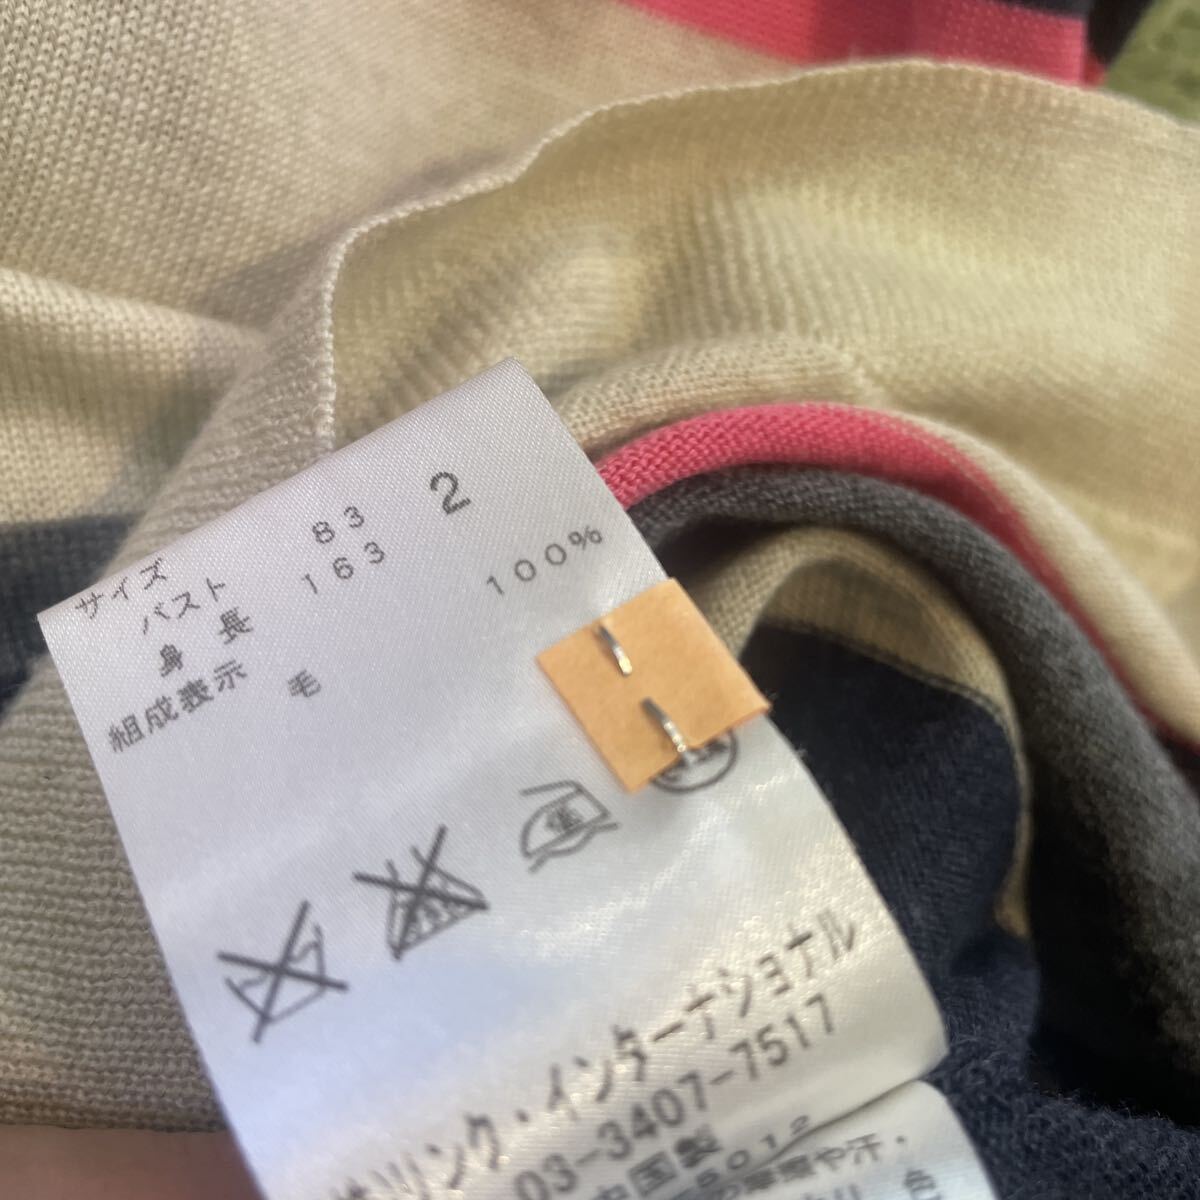 サイズ 2
バスト 83
身長 163
組成表示
毛 100%
リンク・インターナショナル
03-3407-7517
中国製